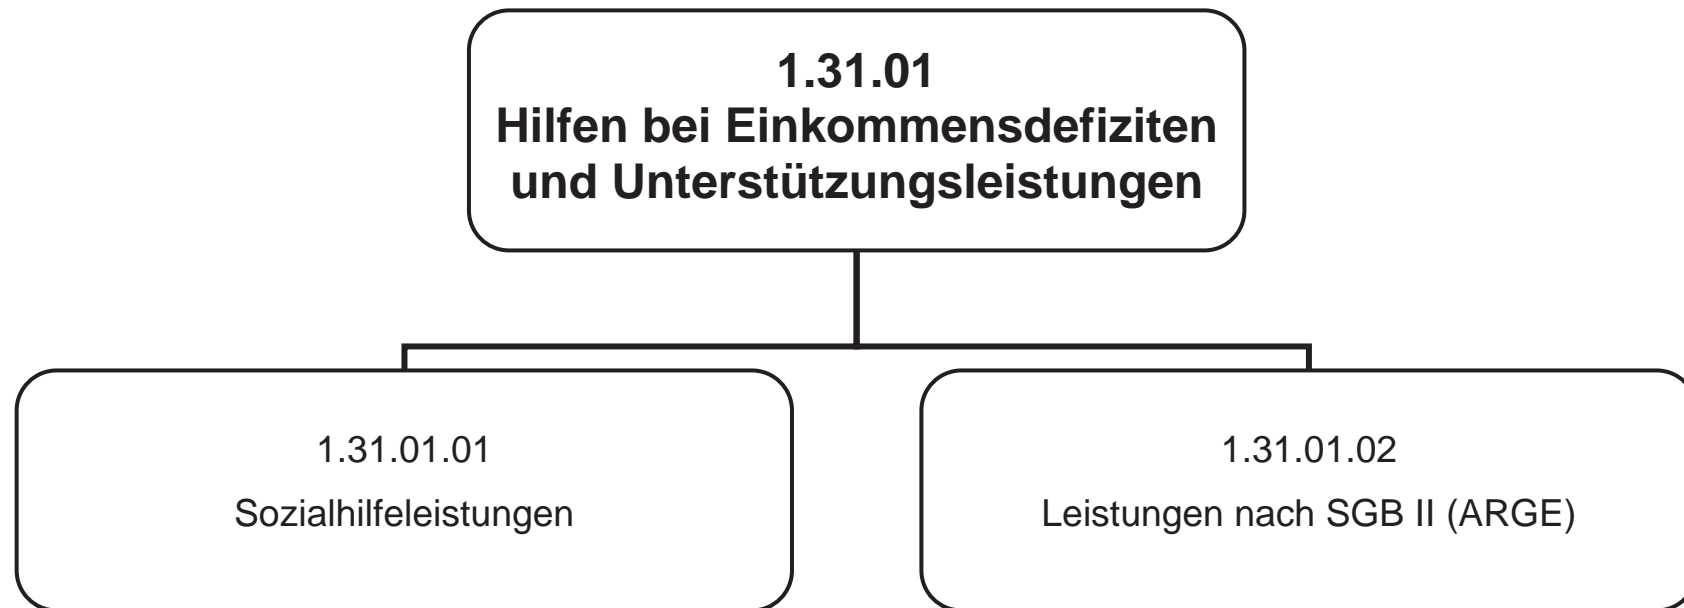 1.31.01
Hilfen bei Einkommensdefiziten
und Unterstützungsleistungen
1.31.01.01
Sozialhilfeleistungen
1.31.01.02
Leistungen nach SGB II (ARGE)